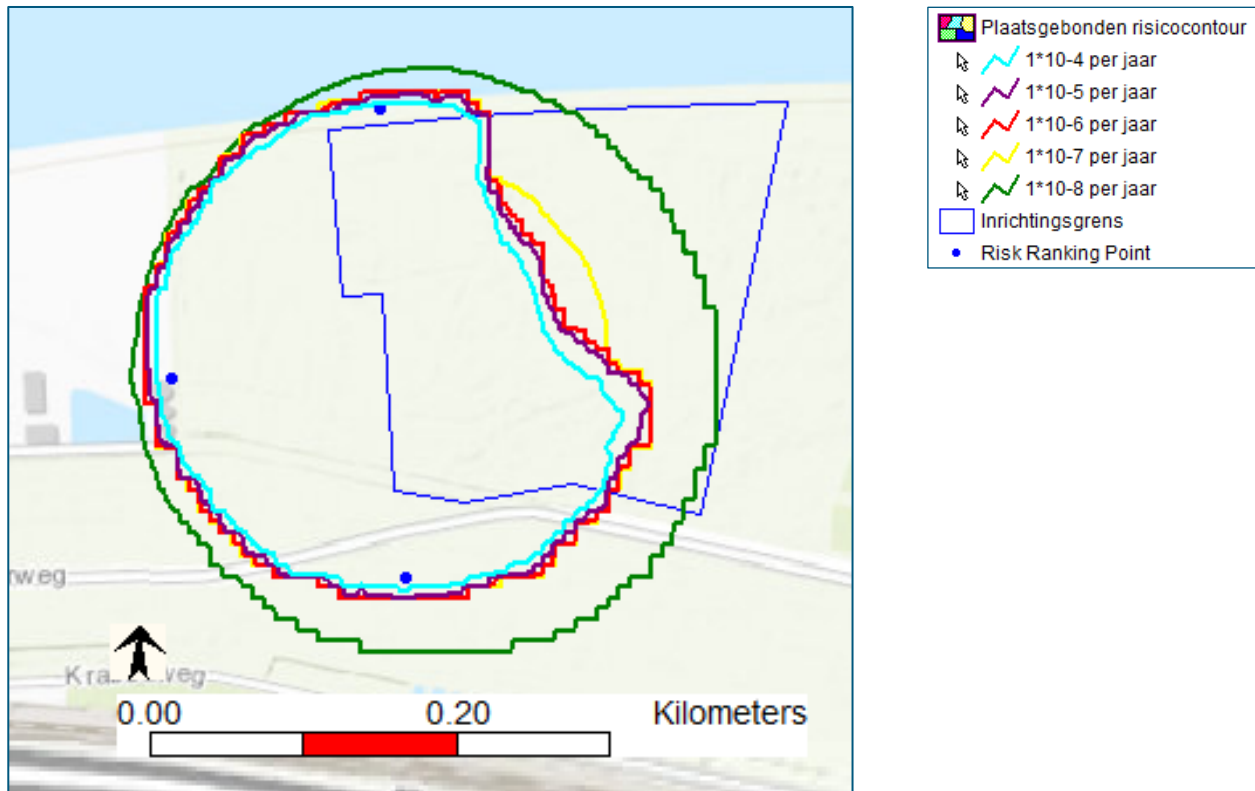 Plaatsgebonden risicocontour
1*10-4 per jaar
1*10-5 per jaar
1*10-6 per jaar
1*10-7 per jaar
1*10-8 per jaar
Inrichtingsgrens
Risk Ranking Point
0.00 0.20 Kilometers